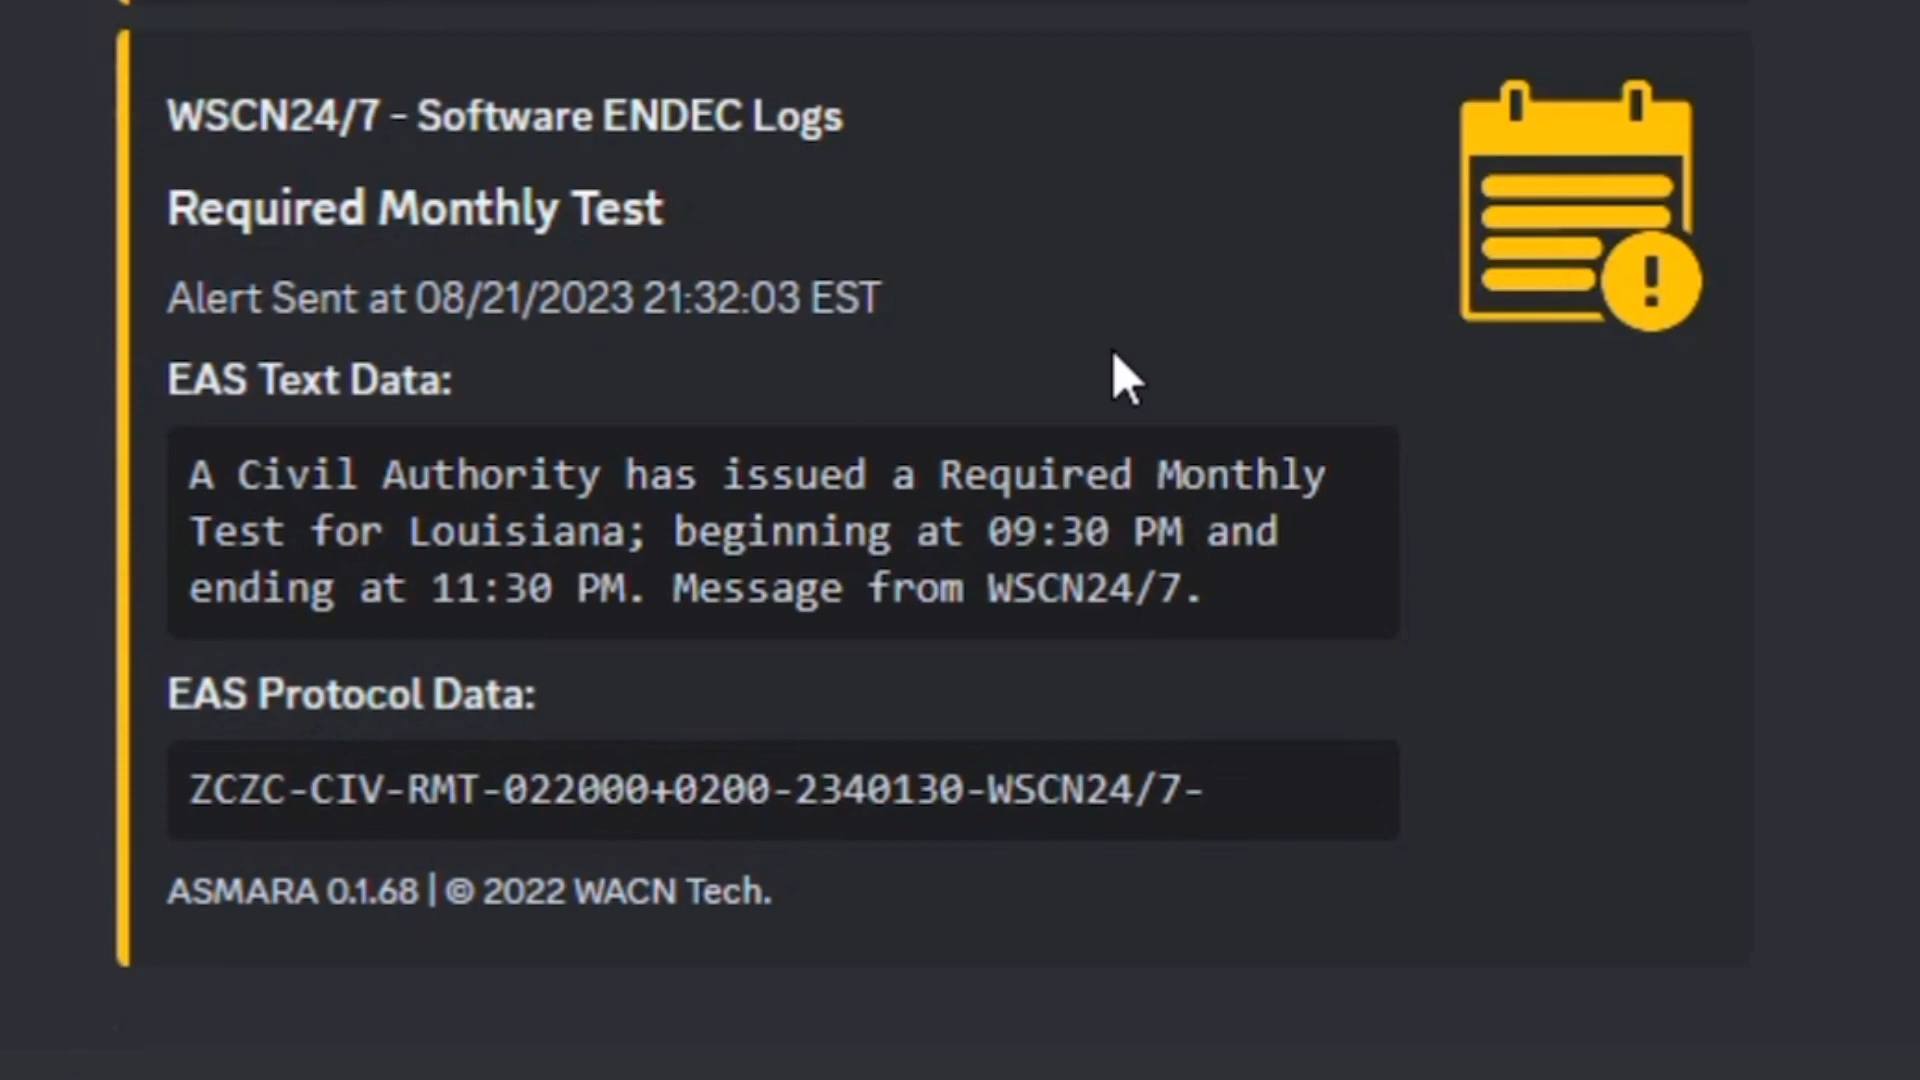 WSCN24/7 - Software ENDEC Logs
Required Monthly Test
Alert Sent at 08/21/2023 21:32:03 EST
EAS Text Data:
A Civil Authority has issued a Required Monthly
Test for Louisiana; beginning at 09:30 PM and
ending at 11:30 PM. Message from WSCN24/7.
EAS Protocol Data:
ZCZC-CIV-RMT-022000+0200-2340130-WSCN24/7-
ASMARA 0.1.68 | © 2022 WACN Tech.